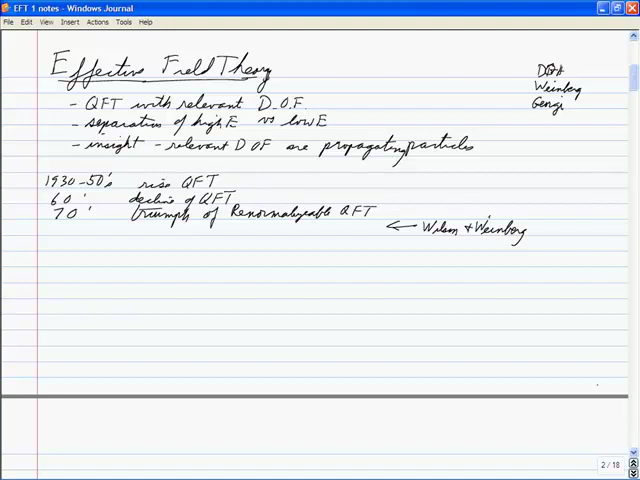 EFT 1 notes - Windows Journal
File Edit View Insert Actions Tools Help
Effective Field Theory
DOA
Weinberg
Georgi
- QFT with relevant D.O.F.
- separation of high E vs low E
- insight - relevant DOF are propagating particles
1930-50's rise QFT
60' decline of QFT
70' triumph of Renormalizeable QFT
← Wilson + Weinberg
2 / 18